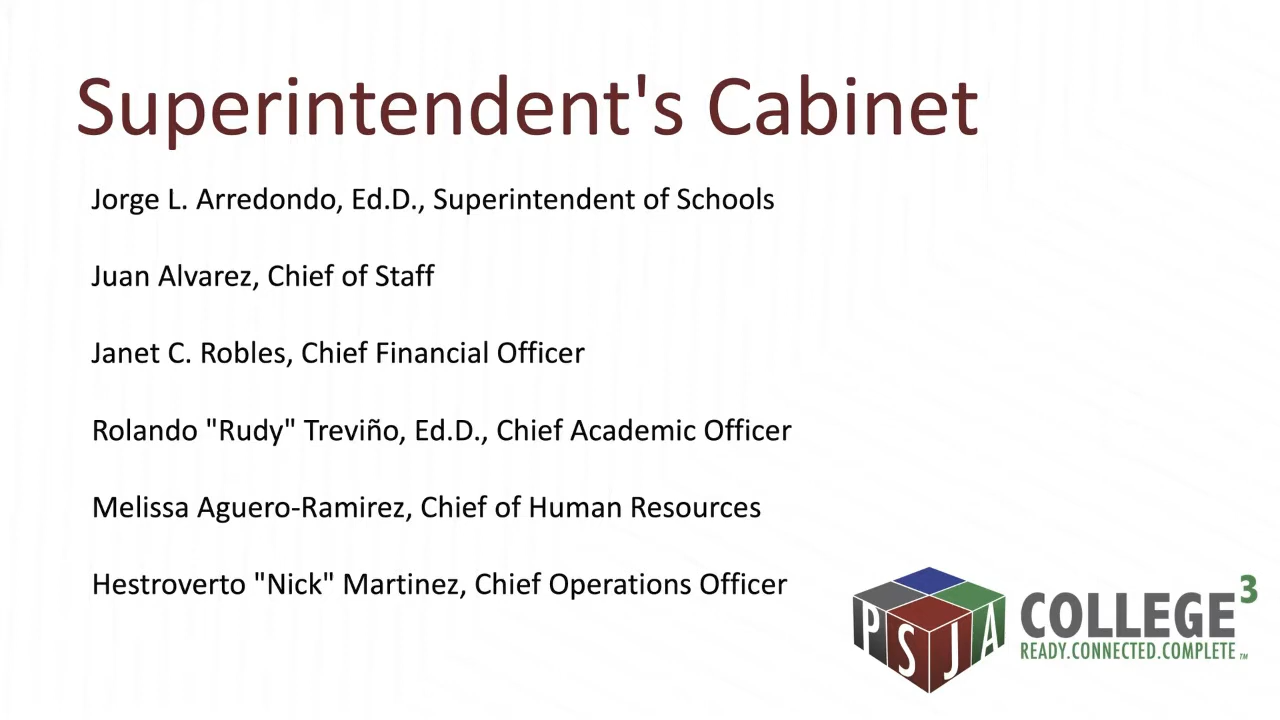 Superintendent's Cabinet
Jorge L. Arredondo, Ed.D., Superintendent of Schools
Juan Alvarez, Chief of Staff
Janet C. Robles, Chief Financial Officer
Rolando "Rudy" Treviño, Ed.D., Chief Academic Officer
Melissa Aguero-Ramirez, Chief of Human Resources
Hestroverto "Nick" Martinez, Chief Operations Officer
PSJA COLLEGE³
READY.CONNECTED.COMPLETE™